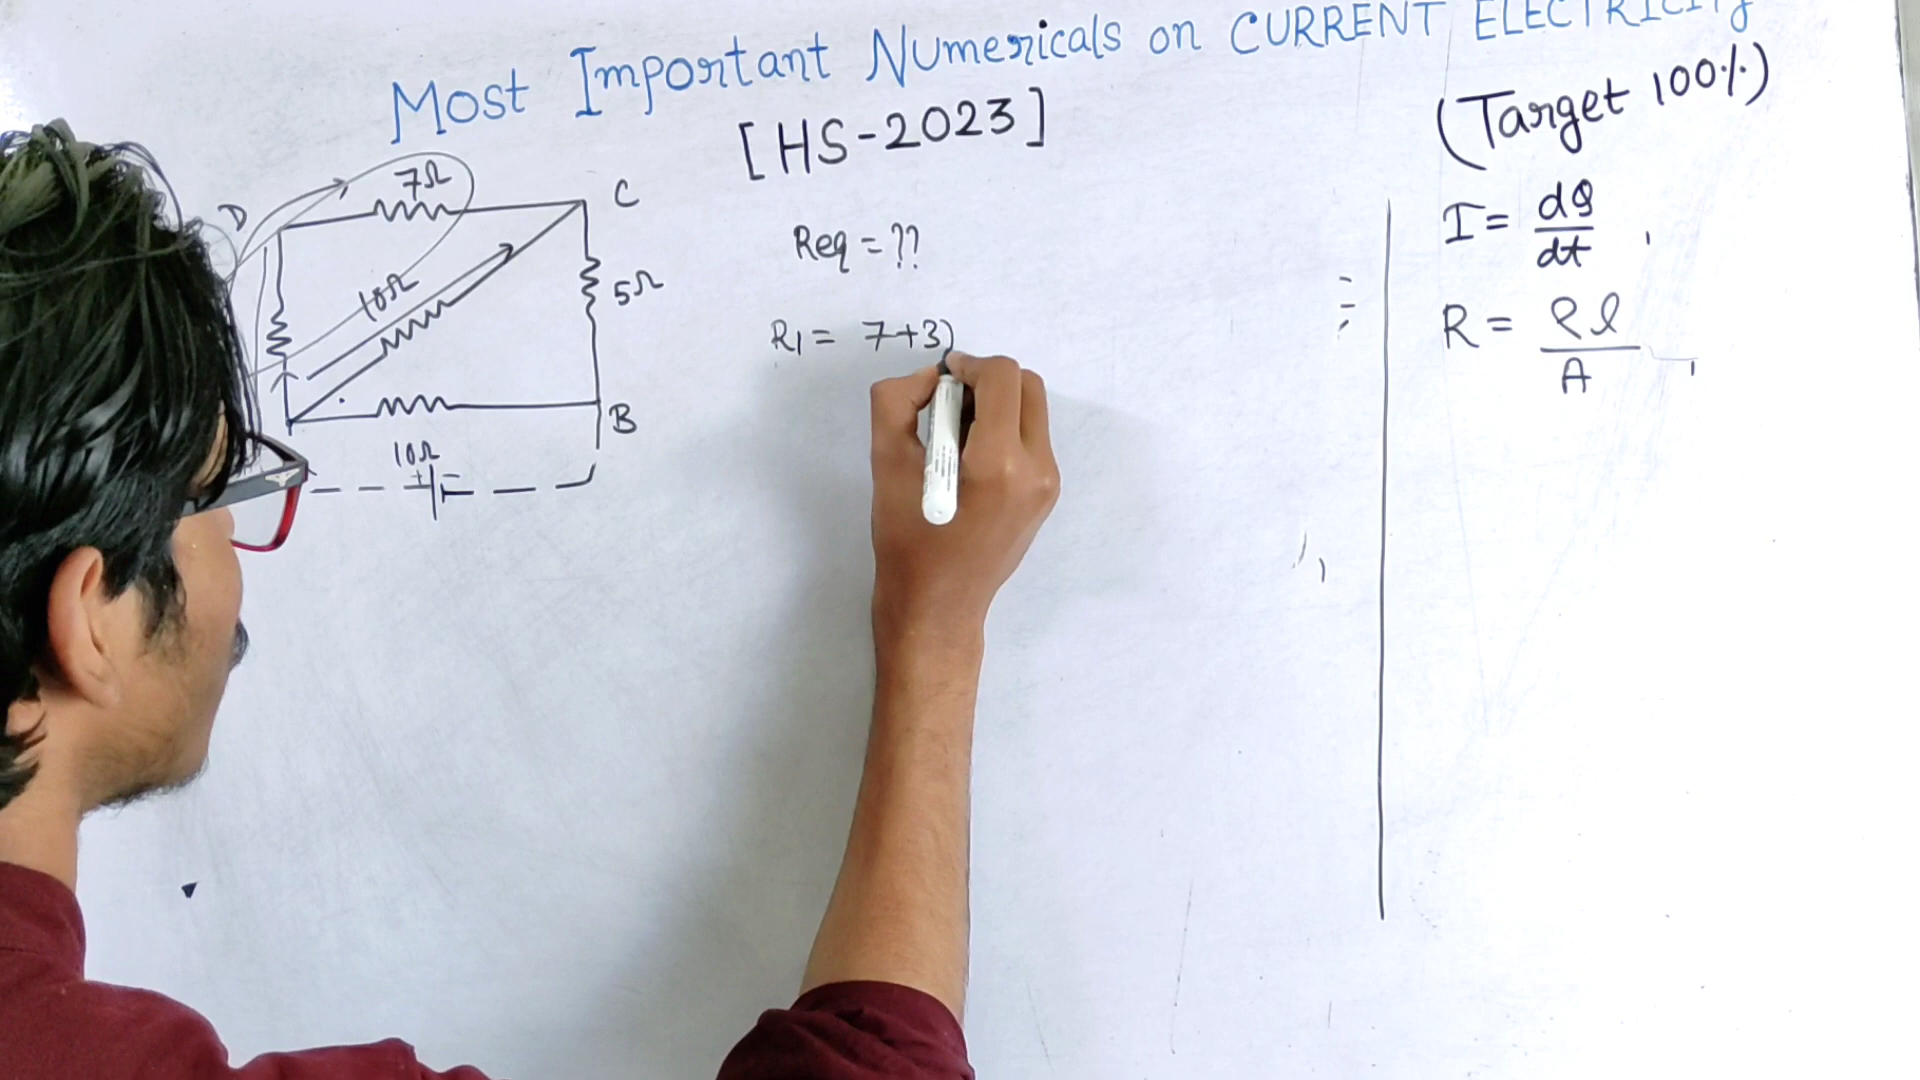 Most Important Numericals on CURRENT ELECTRICITY
[HS-2023]
(Target 100%)
D
7Ω
C
10Ω
5Ω
B
10Ω
+ -
Req = ??
R₁ = 7+3)
I = dQ/dt ,
R = ρl/A ,